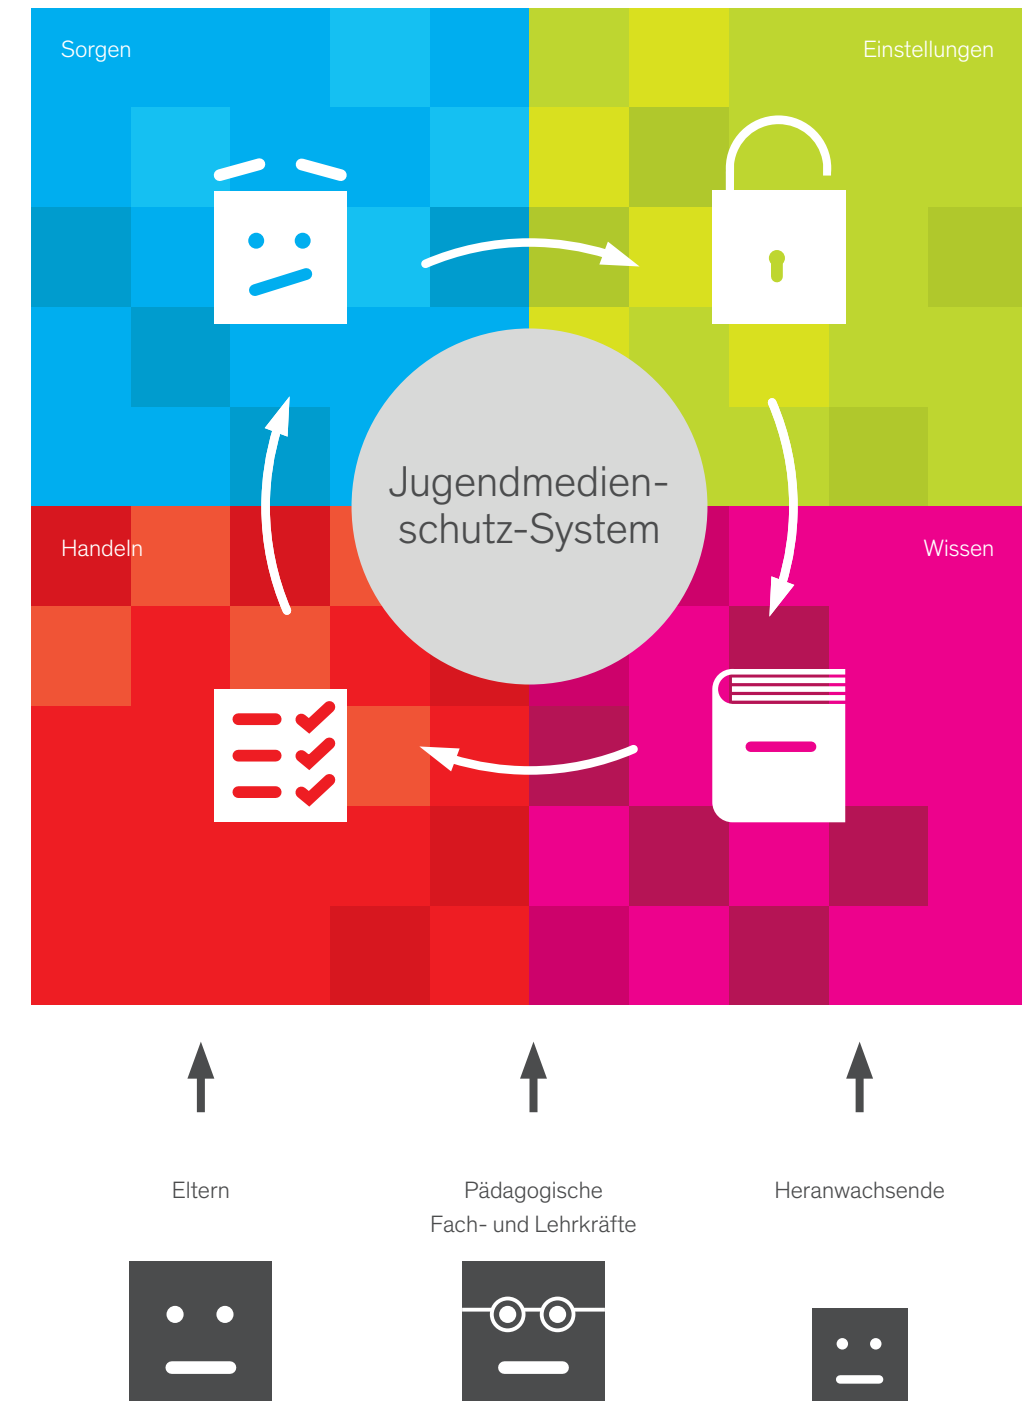 Sorgen
Einstellungen
Jugendmedien-
schutz-System
Handeln
Wissen
Eltern
Pädagogische
Fach- und Lehrkräfte
Heranwachsende